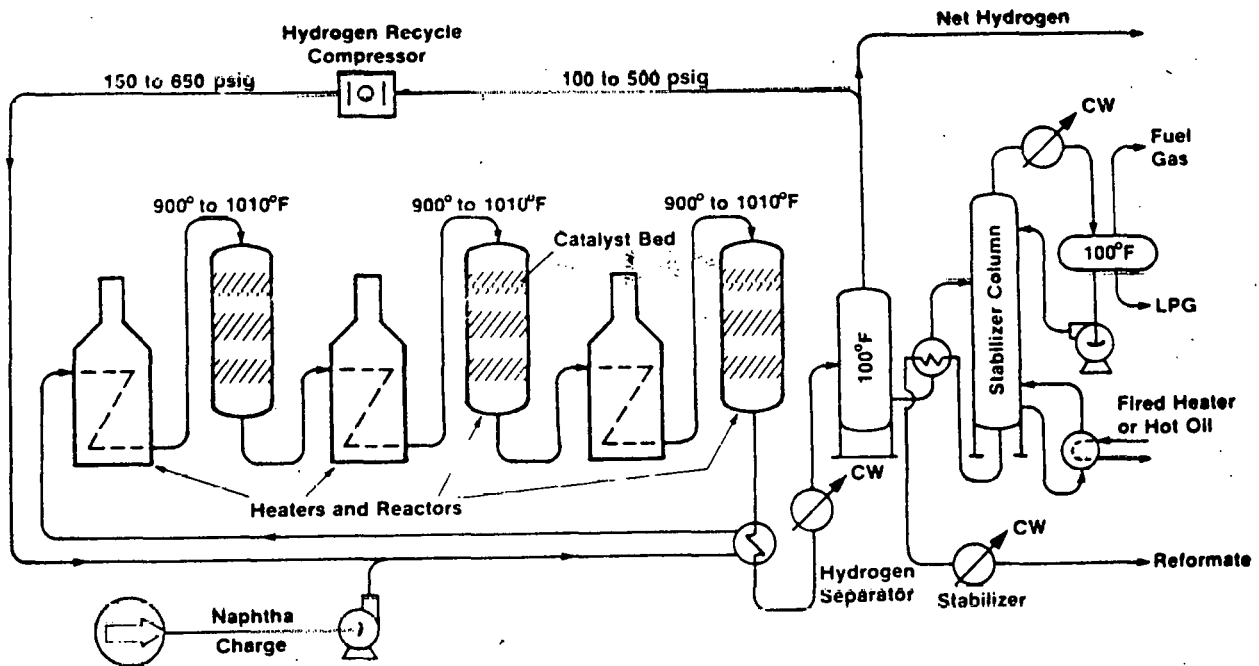 Net Hydrogen
Hydrogen Recycle
Compressor
150 to 650 psig
100 to 500 psig
CW
Fuel
Gas
900° to 1010°F
900° to 1010°F
900° to 1010°F
Catalyst Bed
100°F
LPG
100°F
Stabilizer Column
Fired Heater
or Hot Oil
CW
Heaters and Reactors
CW
Hydrogen
Separator
Stabilizer
Reformate
Naphtha
Charge